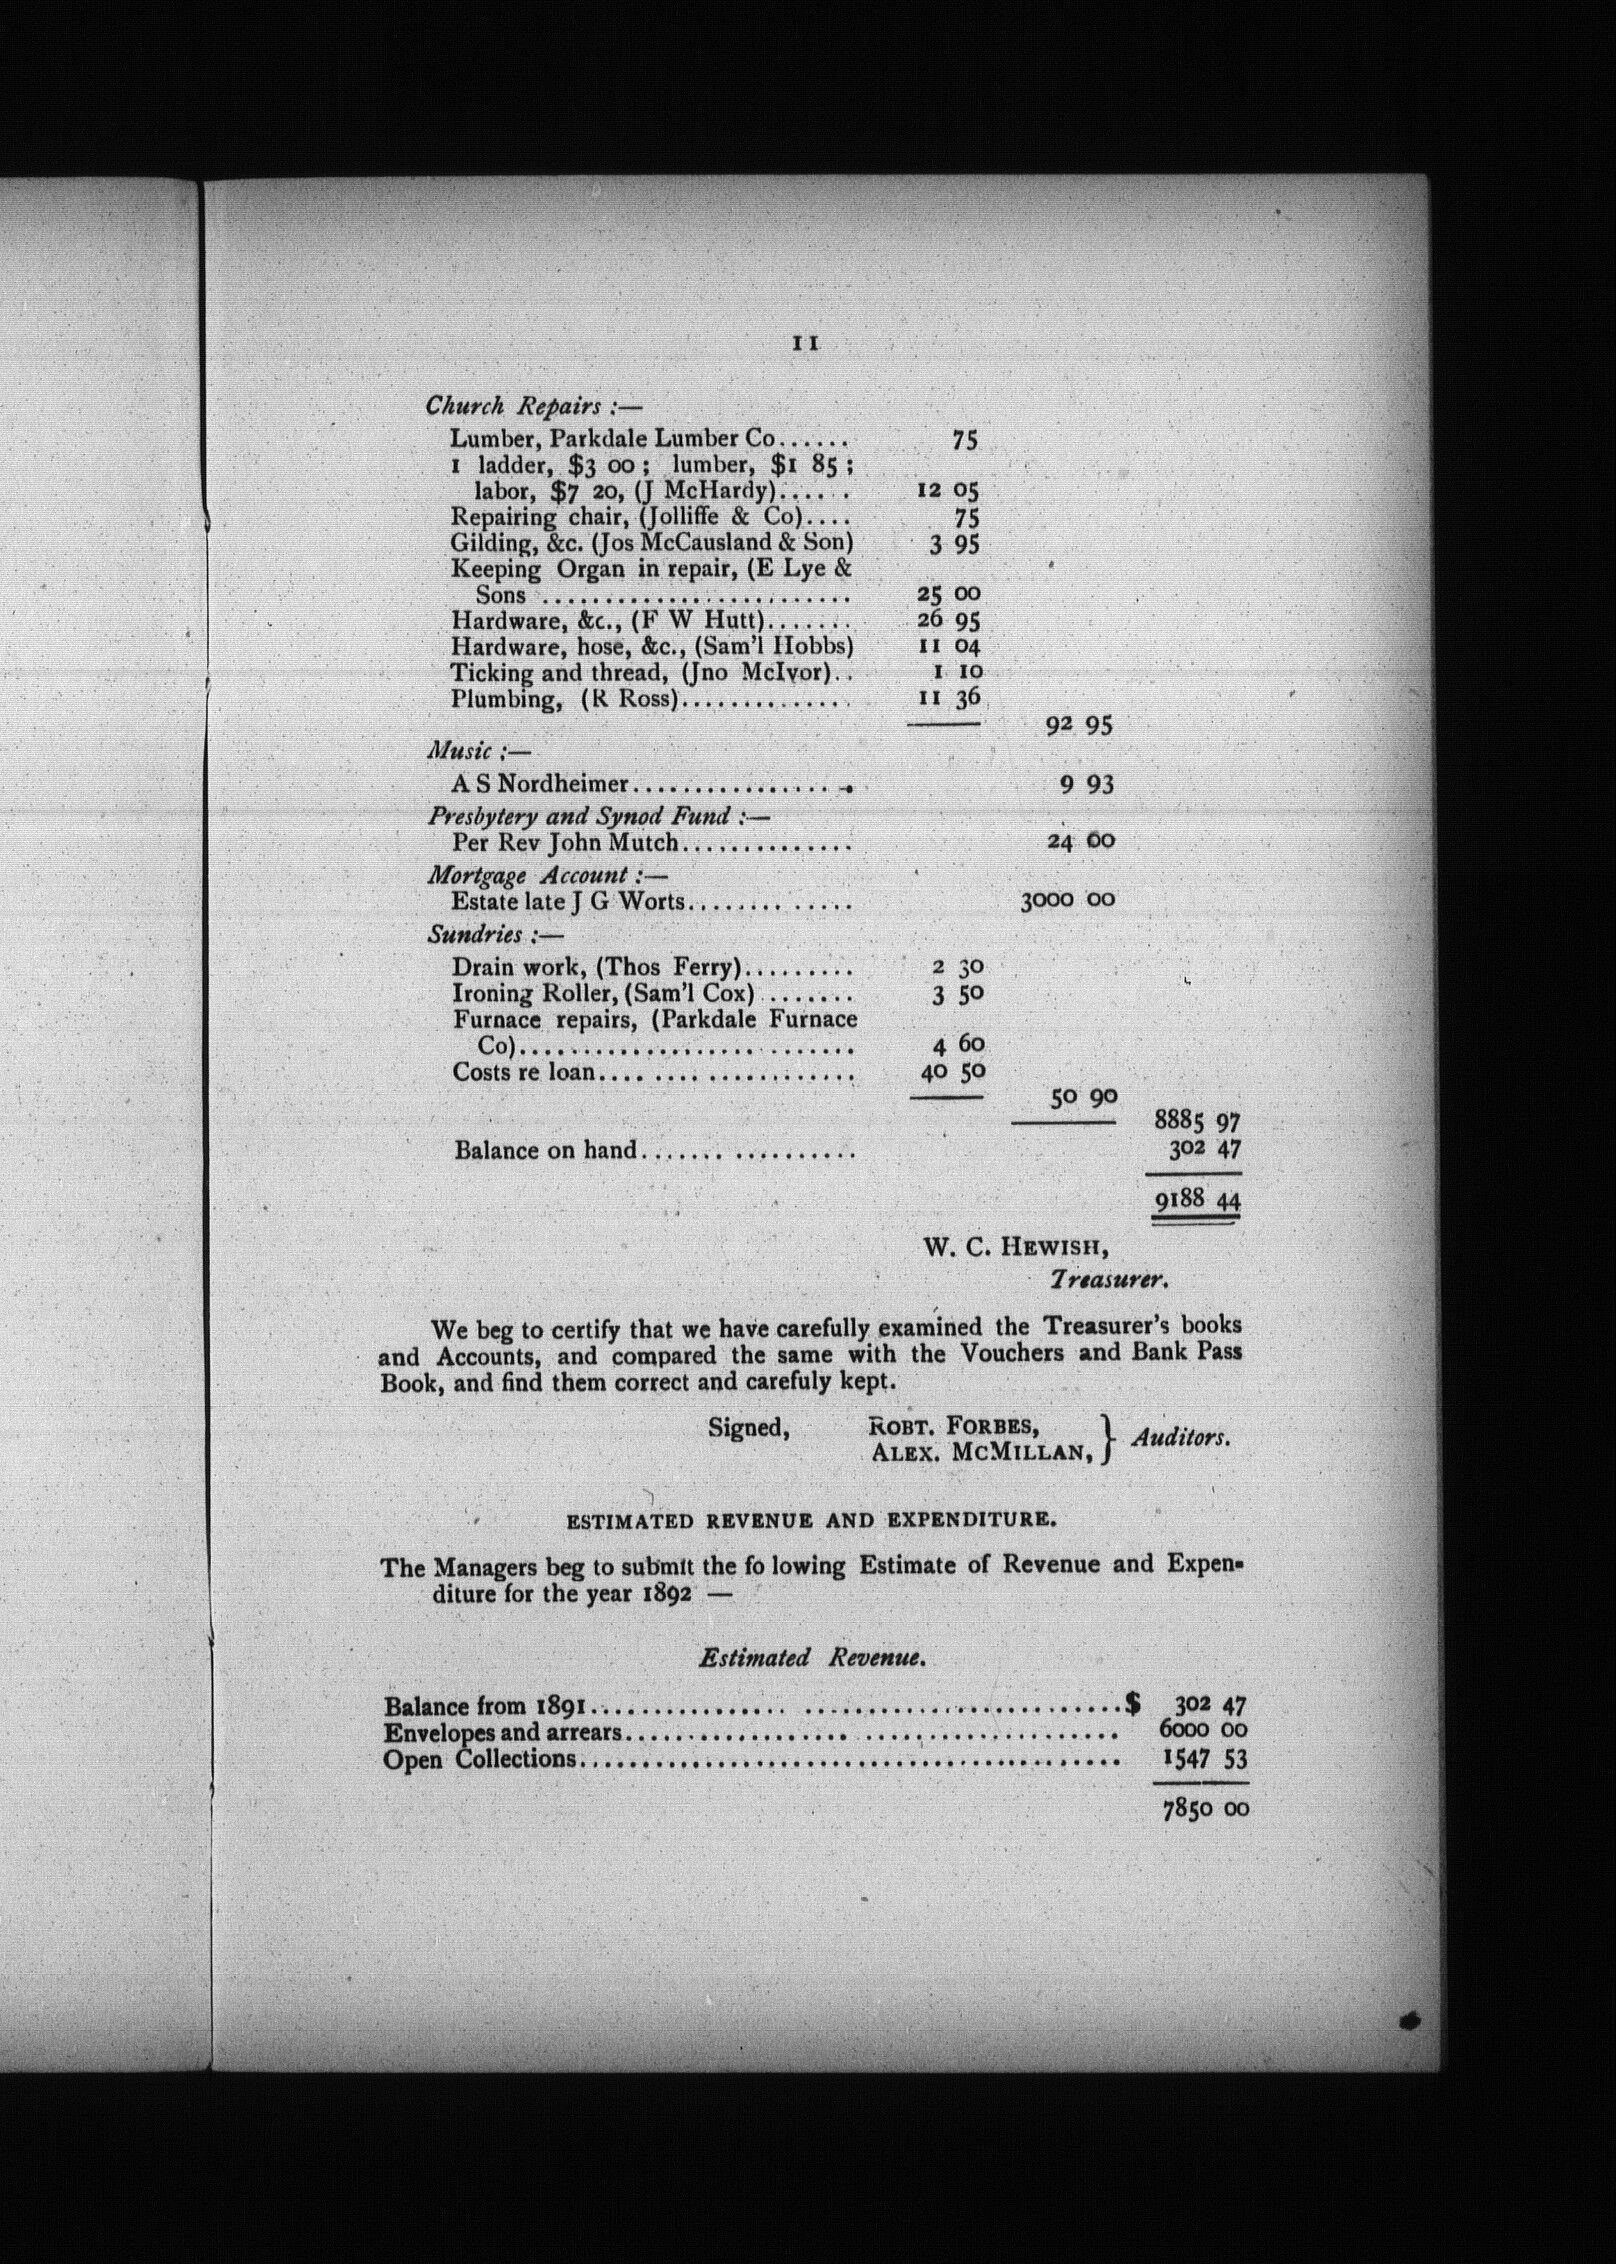 11
Church Repairs :—
Lumber, Parkdale Lumber Co...... 75
1 ladder, $3 00 ; lumber, $1 85 ;
labor, $7 20, (J McHardy)...... 12 05
Repairing chair, (Jolliffe & Co).... 75
Gilding, &c. (Jos McCausland & Son) 3 95
Keeping Organ in repair, (E Lye &
Sons ......................... 25 00
Hardware, &c., (F W Hutt)....... 26 95
Hardware, hose, &c., (Sam'l Hobbs) 11 04
Ticking and thread, (Jno McIvor).. 1 10
Plumbing, (R Ross).............. 11 36
92 95
Music :—
A S Nordheimer................. 9 93
Presbytery and Synod Fund :—
Per Rev John Mutch.............. 24 00
Mortgage Account :—
Estate late J G Worts............. 3000 00
Sundries :—
Drain work, (Thos Ferry)......... 2 30
Ironing Roller, (Sam'l Cox) ....... 3 50
Furnace repairs, (Parkdale Furnace
Co)........................... 4 60
Costs re loan.................... 40 50
50 90
8885 97
Balance on hand................. 302 47
9188 44
W. C. HEWISH,
Treasurer.
We beg to certify that we have carefully examined the Treasurer's books
and Accounts, and compared the same with the Vouchers and Bank Pass
Book, and find them correct and carefuly kept.
Signed, ROBT. FORBES,
ALEX. MCMILLAN, } Auditors.
ESTIMATED REVENUE AND EXPENDITURE.
The Managers beg to submit the fo lowing Estimate of Revenue and Expen-
diture for the year 1892 —
Estimated Revenue.
Balance from 1891..........................................$ 302 47
Envelopes and arrears....................................... 6000 00
Open Collections........................................... 1547 53
7850 00